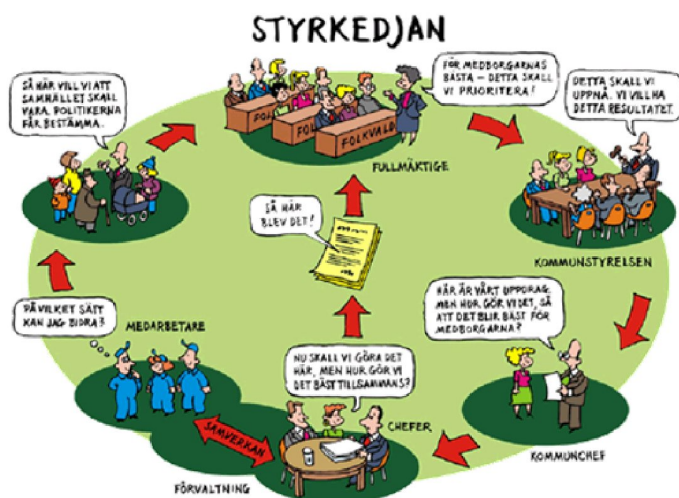 STYRKEDJAN
SÅ HÄR VILL VI ATT
SAMHÄLLET SKALL
VARA. POLITIKERNA
FÅR BESTÄMMA.
FÖR MEDBORGARNAS
BÄSTA – DETTA SKALL
VI PRIORITERA!
DETTA SKALL VI
UPPNÅ. VI VILL HA
DETTA RESULTATET.
FOLKVALD
FULLMÄKTIGE
SÅ HÄR
BLEV DET!
KOMMUNSTYRELSEN
HÄR ÄR VÅRT UPPDRAG.
MEN HUR GÖR VI DET, SÅ
ATT DET BLIR BÄST FÖR
MEDBORGARNA?
PÅ VILKET SÄTT
KAN JAG BIDRA?
MEDARBETARE
NU SKALL VI GÖRA DET
HÄR, MEN HUR GÖR VI
DET BÄST TILLSAMMANS?
SAMVERKAN
CHEFER
KOMMUNCHEF
FÖRVALTNING